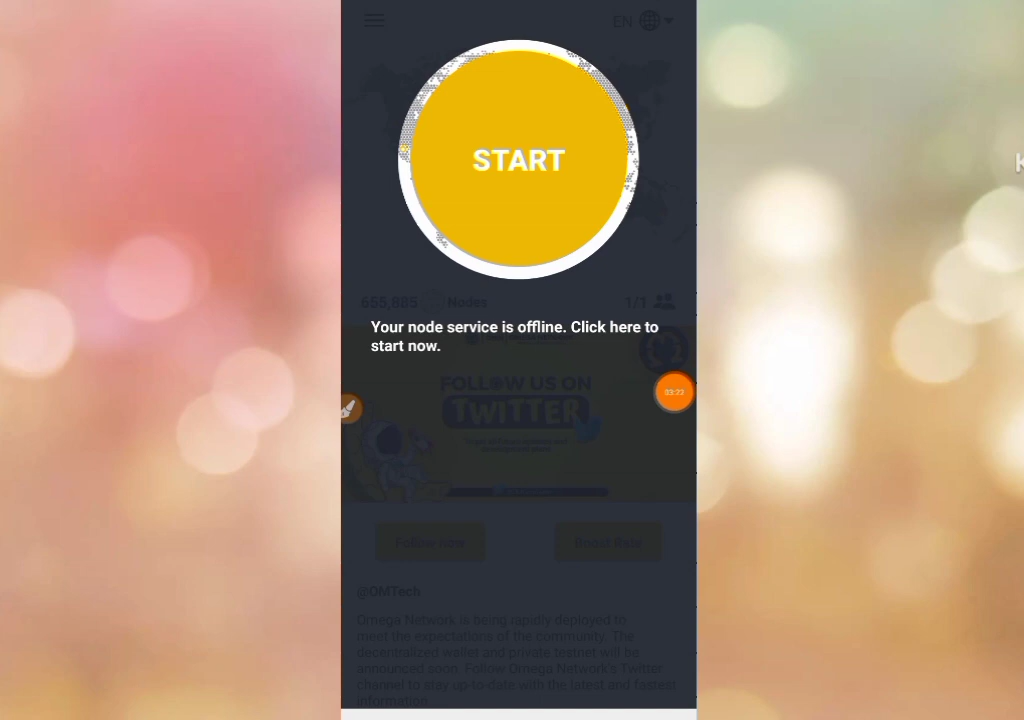 EN
START
655,885 Nodes 1/1
Your node service is offline. Click here to
start now.
FOLLOW US ON
TWITTER
03:22
Follow now
Boost Rate
@OMTech
Omega Network is being rapidly deployed to
meet the expectations of the community. The
decentralized wallet and private testnet will be
announced soon. Follow Omega Network's Twitter
channel to stay up-to-date with the latest and fastest
information.